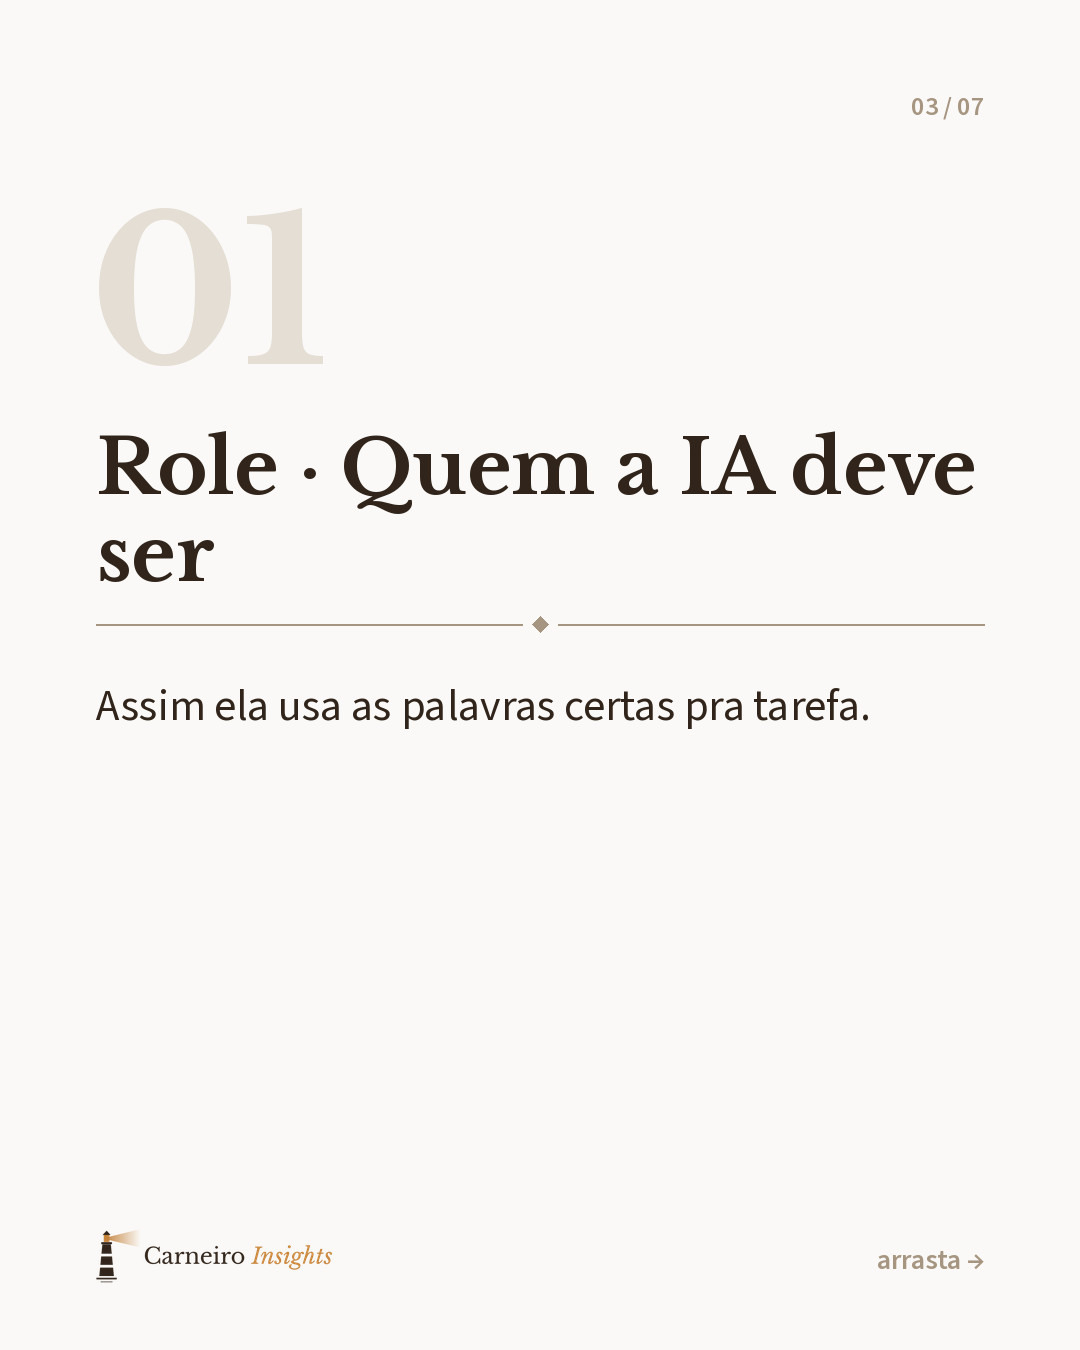 03 / 07
01
Role · Quem a IA deve
ser
Assim ela usa as palavras certas pra tarefa.
Carneiro Insights
arrasta →